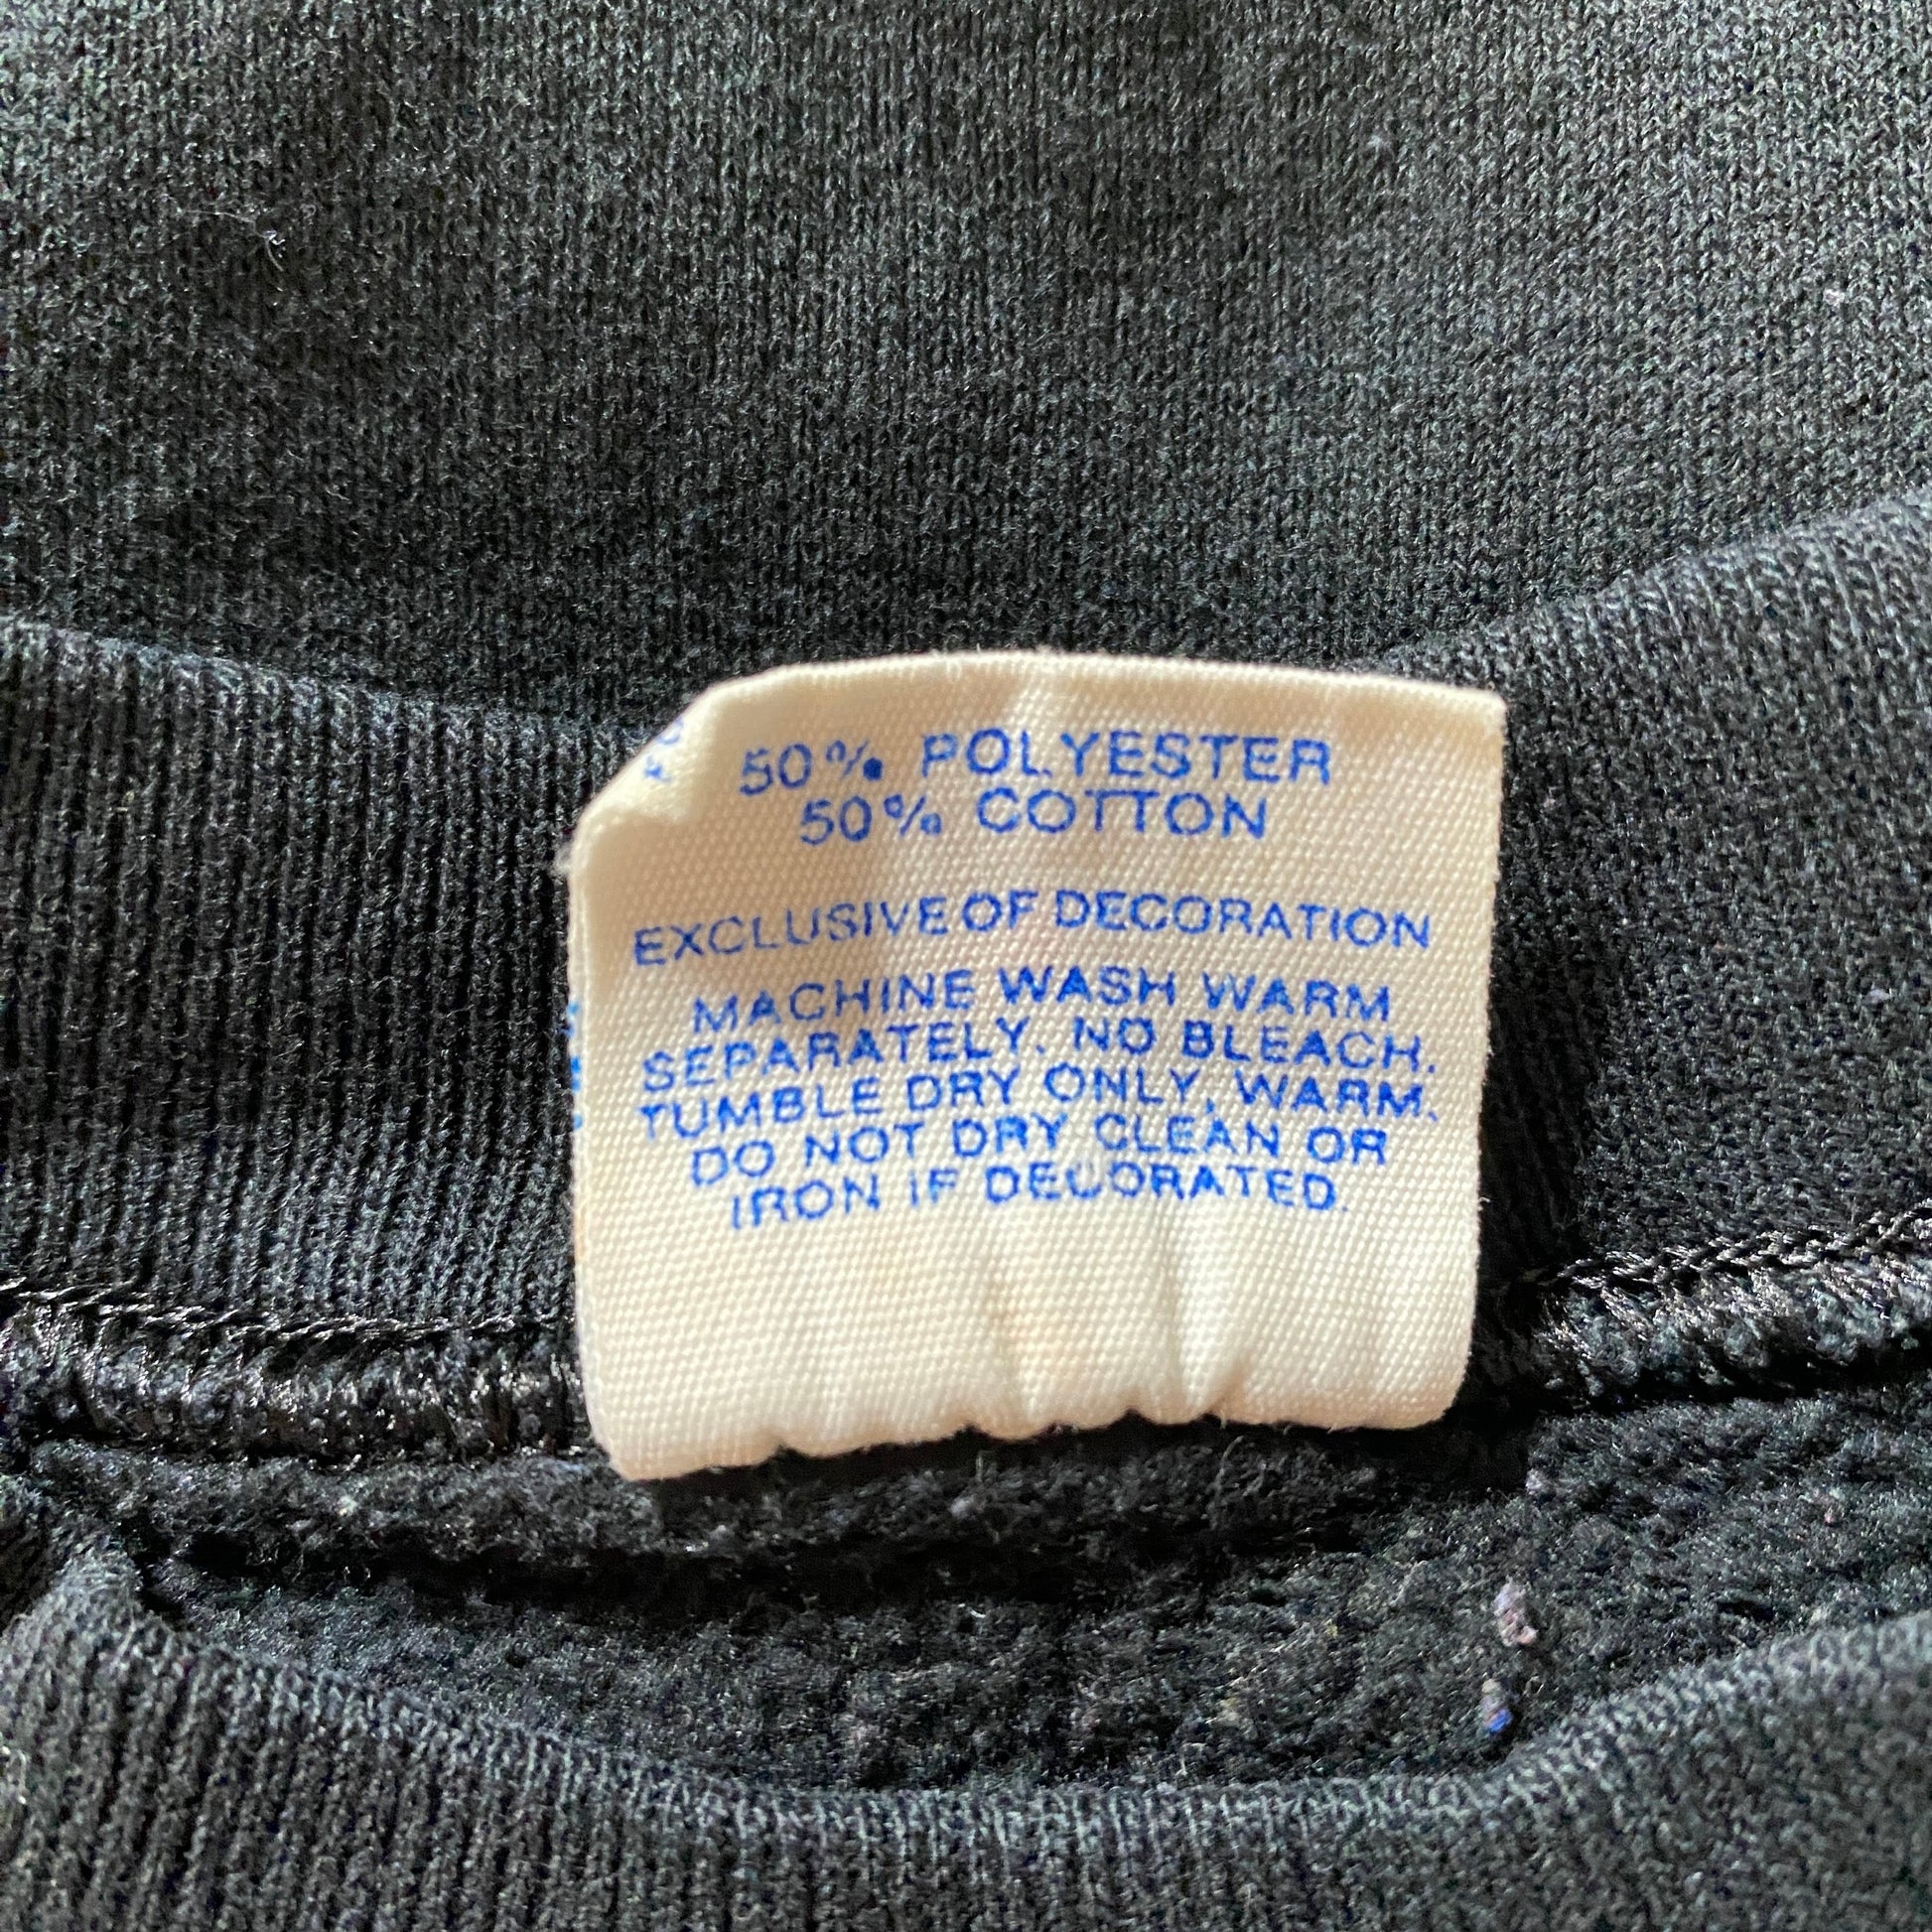 50% POLYESTER
50% COTTON
EXCLUSIVE OF DECORATION
MACHINE WASH WARM
SEPARATELY. NO BLEACH.
TUMBLE DRY ONLY, WARM.
DO NOT DRY CLEAN OR
IRON IF DECORATED.